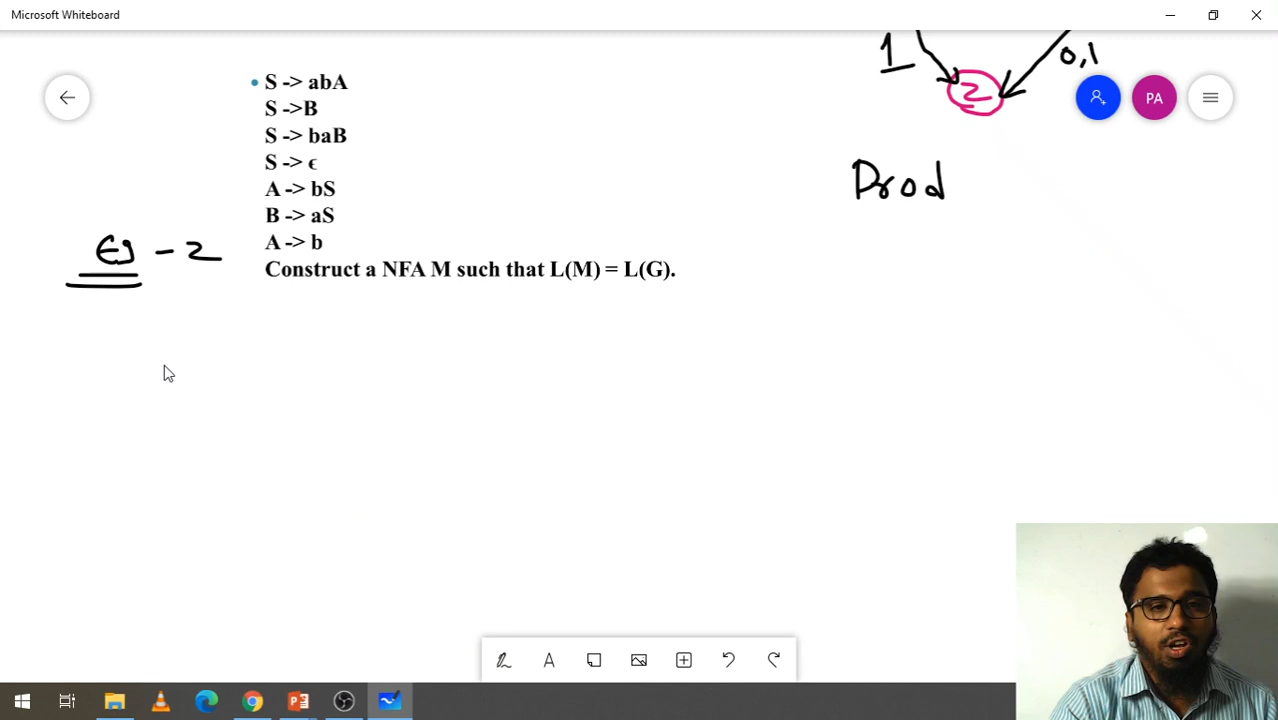 Microsoft Whiteboard
• S -> abA
S ->B
S -> baB
S -> ϵ
A -> bS
B -> aS
A -> b
Construct a NFA M such that L(M) = L(G).
Eg - 2
1
0,1
2
PA
Prod
A